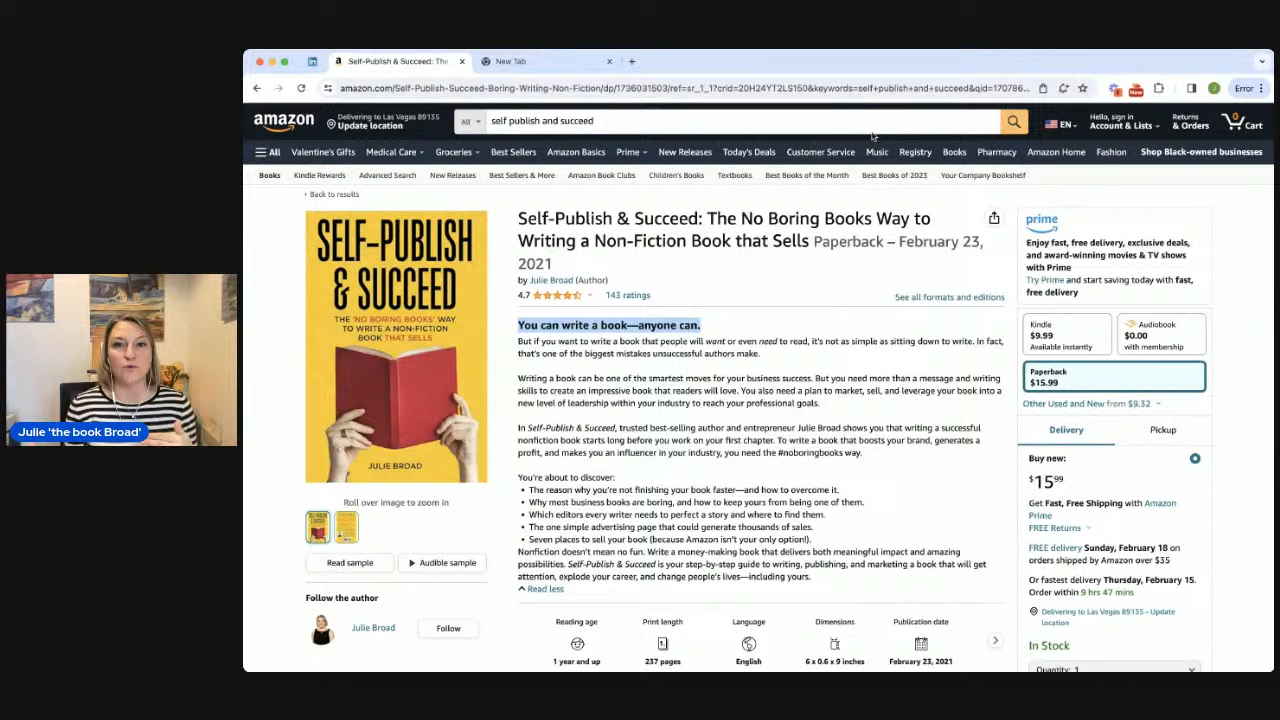 Self-Publish & Succeed: The
New Tab
amazon.com/Self-Publish-Succeed-Boring-Writing-Non-Fiction/dp/1736031503/ref=sr_1_1?crid=20H24YT2LS150&keywords=self+publish+and+succeed&qid=170786...
New
Error
amazon
Delivering to Las Vegas 89135
Update location
All
self publish and succeed
EN
Hello, sign in
Account & Lists
Returns
& Orders
0
Cart
All
Valentine's Gifts
Medical Care
Groceries
Best Sellers
Amazon Basics
Prime
New Releases
Today's Deals
Customer Service
Music
Registry
Books
Pharmacy
Amazon Home
Fashion
Shop Black-owned businesses
Books
Kindle Rewards
Advanced Search
New Releases
Best Sellers & More
Amazon Book Clubs
Children's Books
Textbooks
Best Books of the Month
Best Books of 2023
Your Company Bookshelf
‹ Back to results
SELF-PUBLISH
& SUCCEED
THE 'NO BORING BOOKS' WAY
TO WRITE A NON-FICTION
BOOK THAT SELLS
JULIE BROAD
Roll over image to zoom in
Read sample
Audible sample
Follow the author
Julie Broad
Follow
Self-Publish & Succeed: The No Boring Books Way to
Writing a Non-Fiction Book that Sells Paperback – February 23,
2021
by Julie Broad (Author)
4.7
143 ratings
See all formats and editions
You can write a book—anyone can.
But if you want to write a book that people will want or even need to read, it's not as simple as sitting down to write. In fact,
that's one of the biggest mistakes unsuccessful authors make.
Writing a book can be one of the smartest moves for your business success. But you need more than a message and writing
skills to create an impressive book that readers will love. You also need a plan to market, sell, and leverage your book into a
new level of leadership within your industry to reach your professional goals.
In Self-Publish & Succeed, trusted best-selling author and entrepreneur Julie Broad shows you that writing a successful
nonfiction book starts long before you work on your first chapter. To write a book that boosts your brand, generates a
profit, and makes you an influencer in your industry, you need the #noboringbooks way.
You're about to discover:
• The reason why you're not finishing your book faster—and how to overcome it.
• Why most business books are boring, and how to keep yours from being one of them.
• Which editors every writer needs to perfect a story and where to find them.
• The one simple advertising page that could generate thousands of sales.
• Seven places to sell your book (because Amazon isn't your only option!).
Nonfiction doesn't mean no fun. Write a money-making book that delivers both meaningful impact and amazing
possibilities. Self-Publish & Succeed is your step-by-step guide to writing, publishing, and marketing a book that will get
attention, explode your career, and change people's lives—including yours.
Read less
Reading age
1 year and up
Print length
237 pages
Language
English
Dimensions
6 x 0.6 x 9 inches
Publication date
February 23, 2021
prime
Enjoy fast, free delivery, exclusive deals,
and award-winning movies & TV shows
with Prime
Try Prime and start saving today with fast,
free delivery
Kindle
$9.99
Available instantly
Audiobook
$0.00
with membership
Paperback
$15.99
Other Used and New from $9.32
Delivery
Pickup
Buy new:
$15.99
Get Fast, Free Shipping with Amazon
Prime
FREE Returns
FREE delivery Sunday, February 18 on
orders shipped by Amazon over $35
Or fastest delivery Thursday, February 15.
Order within 9 hrs 47 mins
Delivering to Las Vegas 89135 - Update
location
In Stock
Quantity: 1
Julie 'the book Broad'